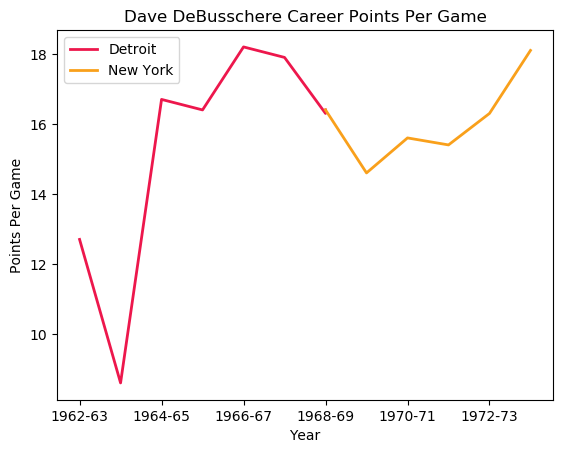 Dave DeBusschere Career Points Per Game
Detroit
New York
Points Per Game
18
16
14
12
10
1962-63 1964-65 1966-67 1968-69 1970-71 1972-73
Year